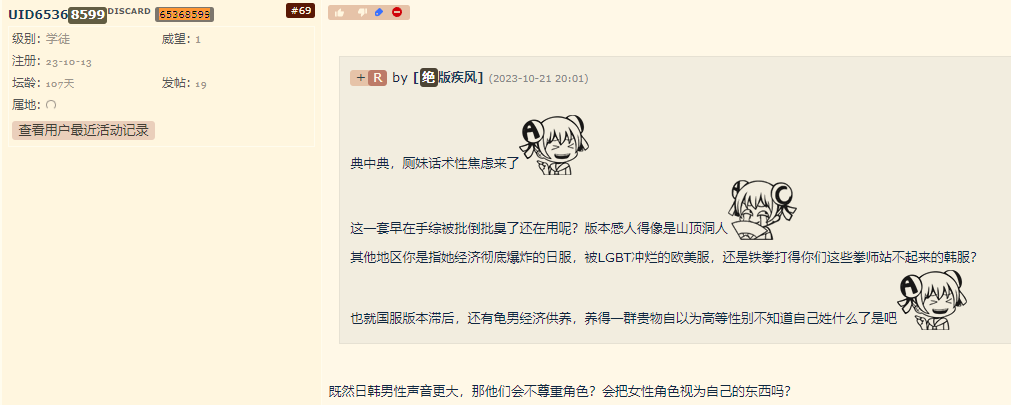 UID65368599 DISCARD 65368599
#69
级别：学徒 威望：1
注册：23-10-13
坛龄：107天 发帖：19
属地：
查看用户最近活动记录
+ R by [绝版疾风] (2023-10-21 20:01)
典中典，厕妹话术性焦虑来了
这一套早在手综被批倒批臭了还在用呢？版本感人得像是山顶洞人
其他地区你是指她经济彻底爆炸的日服，被LGBT冲烂的欧美服，还是铁拳打得你们这些拳师站不起来的韩服？
也就国服版本滞后，还有龟男经济供养，养得一群贵物自以为高等性别不知道自己姓什么了是吧
既然日韩男性声音更大，那他们会不尊重角色？会把女性角色视为自己的东西吗？